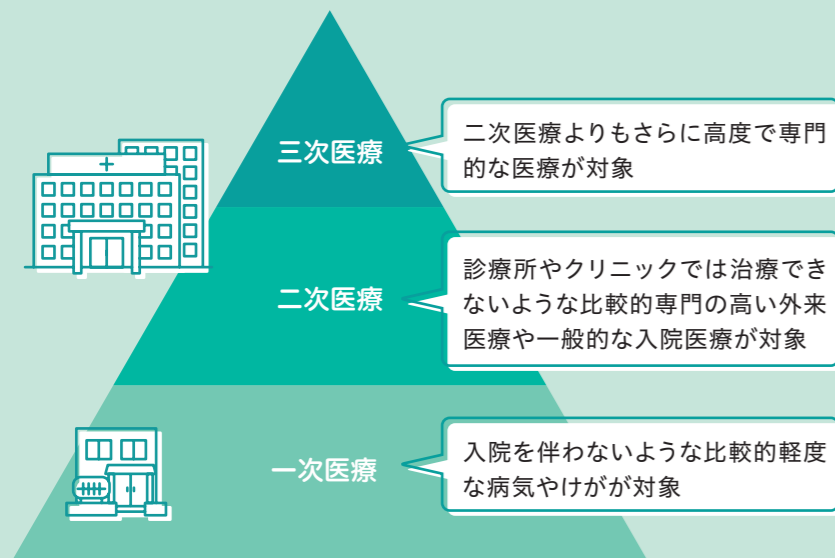 三次医療
二次医療よりもさらに高度で専門
的な医療が対象
二次医療
診療所やクリニックでは治療でき
ないような比較的専門の高い外来
医療や一般的な入院医療が対象
一次医療
入院を伴わないような比較的軽度
な病気やけがが対象